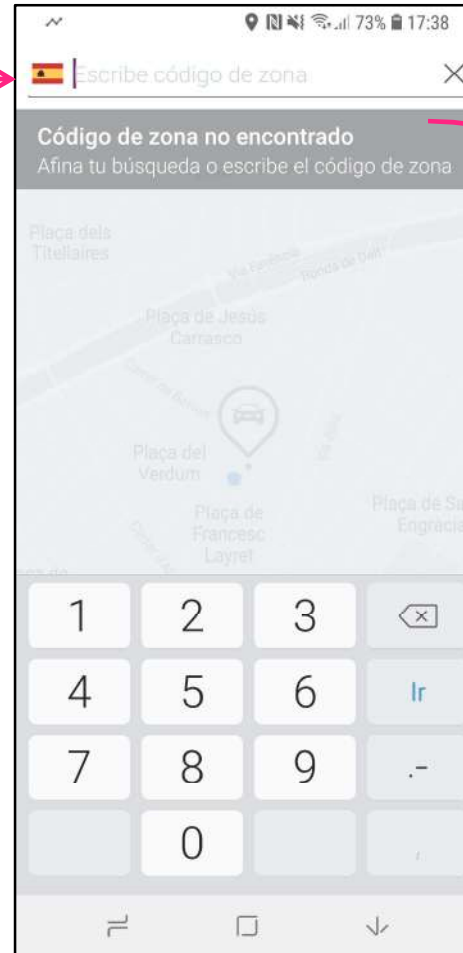 73% 17:38
Escribe código de zona
Código de zona no encontrado
Afina tu búsqueda o escribe el código de zona
Plaça dels
Titellaires
Via Favència
Ronda de Dalt
Plaça de Jesús
Carrasco
Plaça del
Verdum
Plaça de
Francesc
Layret
Plaça de Sa
Engràcia
1 2 3
4 5 6 Ir
7 8 9 .-
0 ,